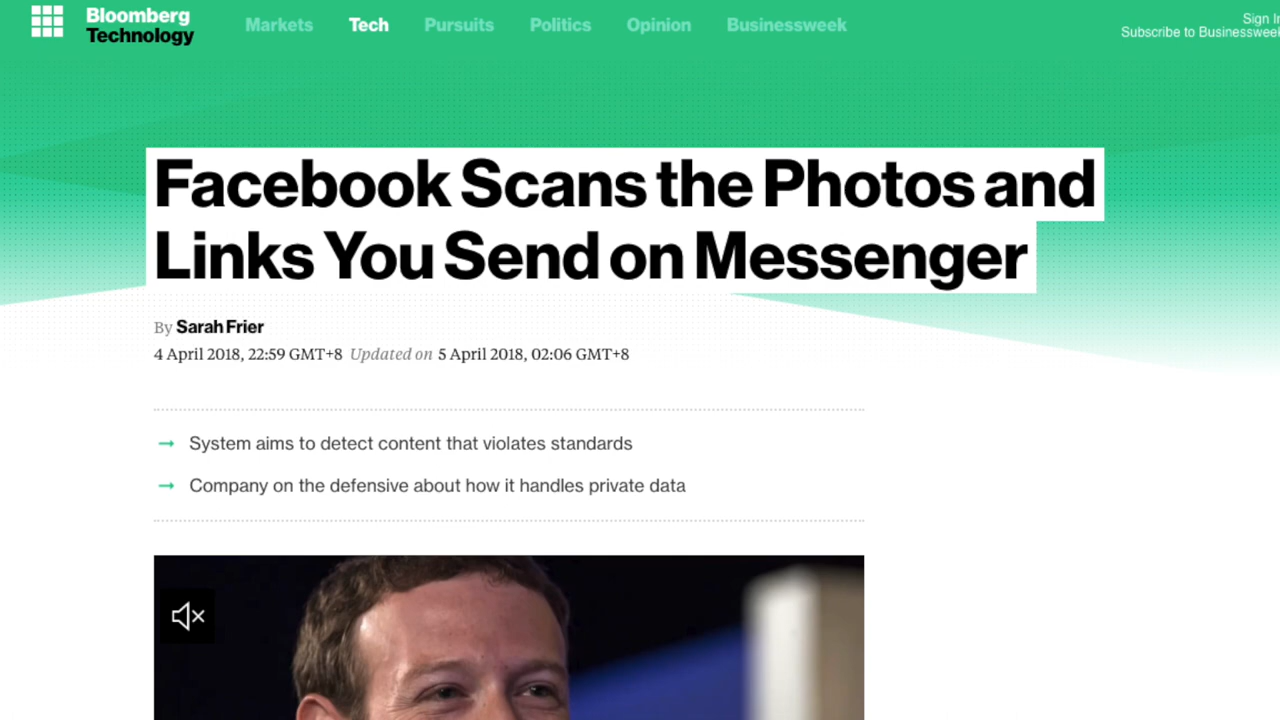 Bloomberg
Technology
Markets Tech Pursuits Politics Opinion Businessweek
Sign In
Subscribe to Businessweek
Facebook Scans the Photos and
Links You Send on Messenger
By Sarah Frier
4 April 2018, 22:59 GMT+8 Updated on 5 April 2018, 02:06 GMT+8
→ System aims to detect content that violates standards
→ Company on the defensive about how it handles private data